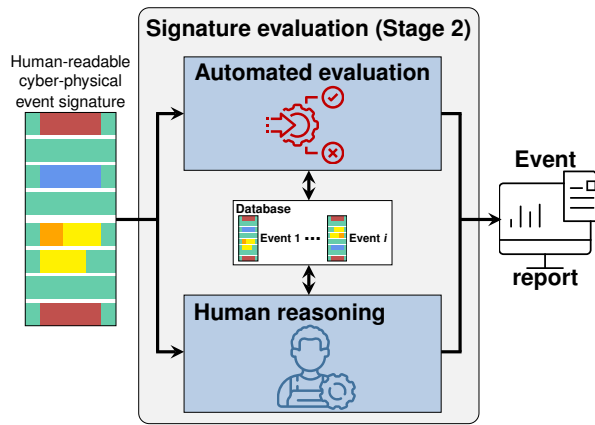 Signature evaluation (Stage 2)
Human-readable
cyber-physical
event signature
Automated evaluation
Database
Event 1 ••• Event i
Human reasoning
Event
report